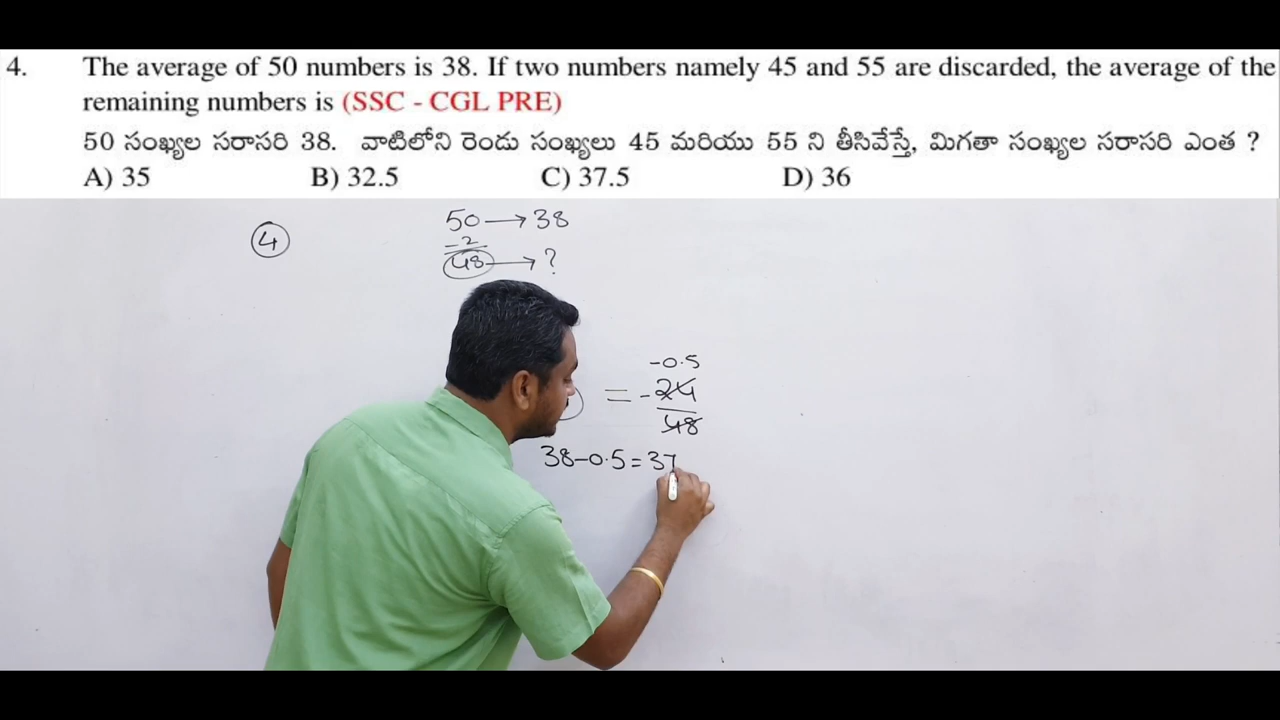 4. The average of 50 numbers is 38. If two numbers namely 45 and 55 are discarded, the average of the
remaining numbers is (SSC - CGL PRE)
50 సంఖ్యల సరాసరి 38. వాటిలోని రెండు సంఖ్యలు 45 మరియు 55 ని తీసివేస్తే, మిగతా సంఖ్యల సరాసరి ఎంత ?
A) 35 B) 32.5 C) 37.5 D) 36
4
50 → 38
-2
48 → ?
-0.5
= -24
48
38-0.5=37